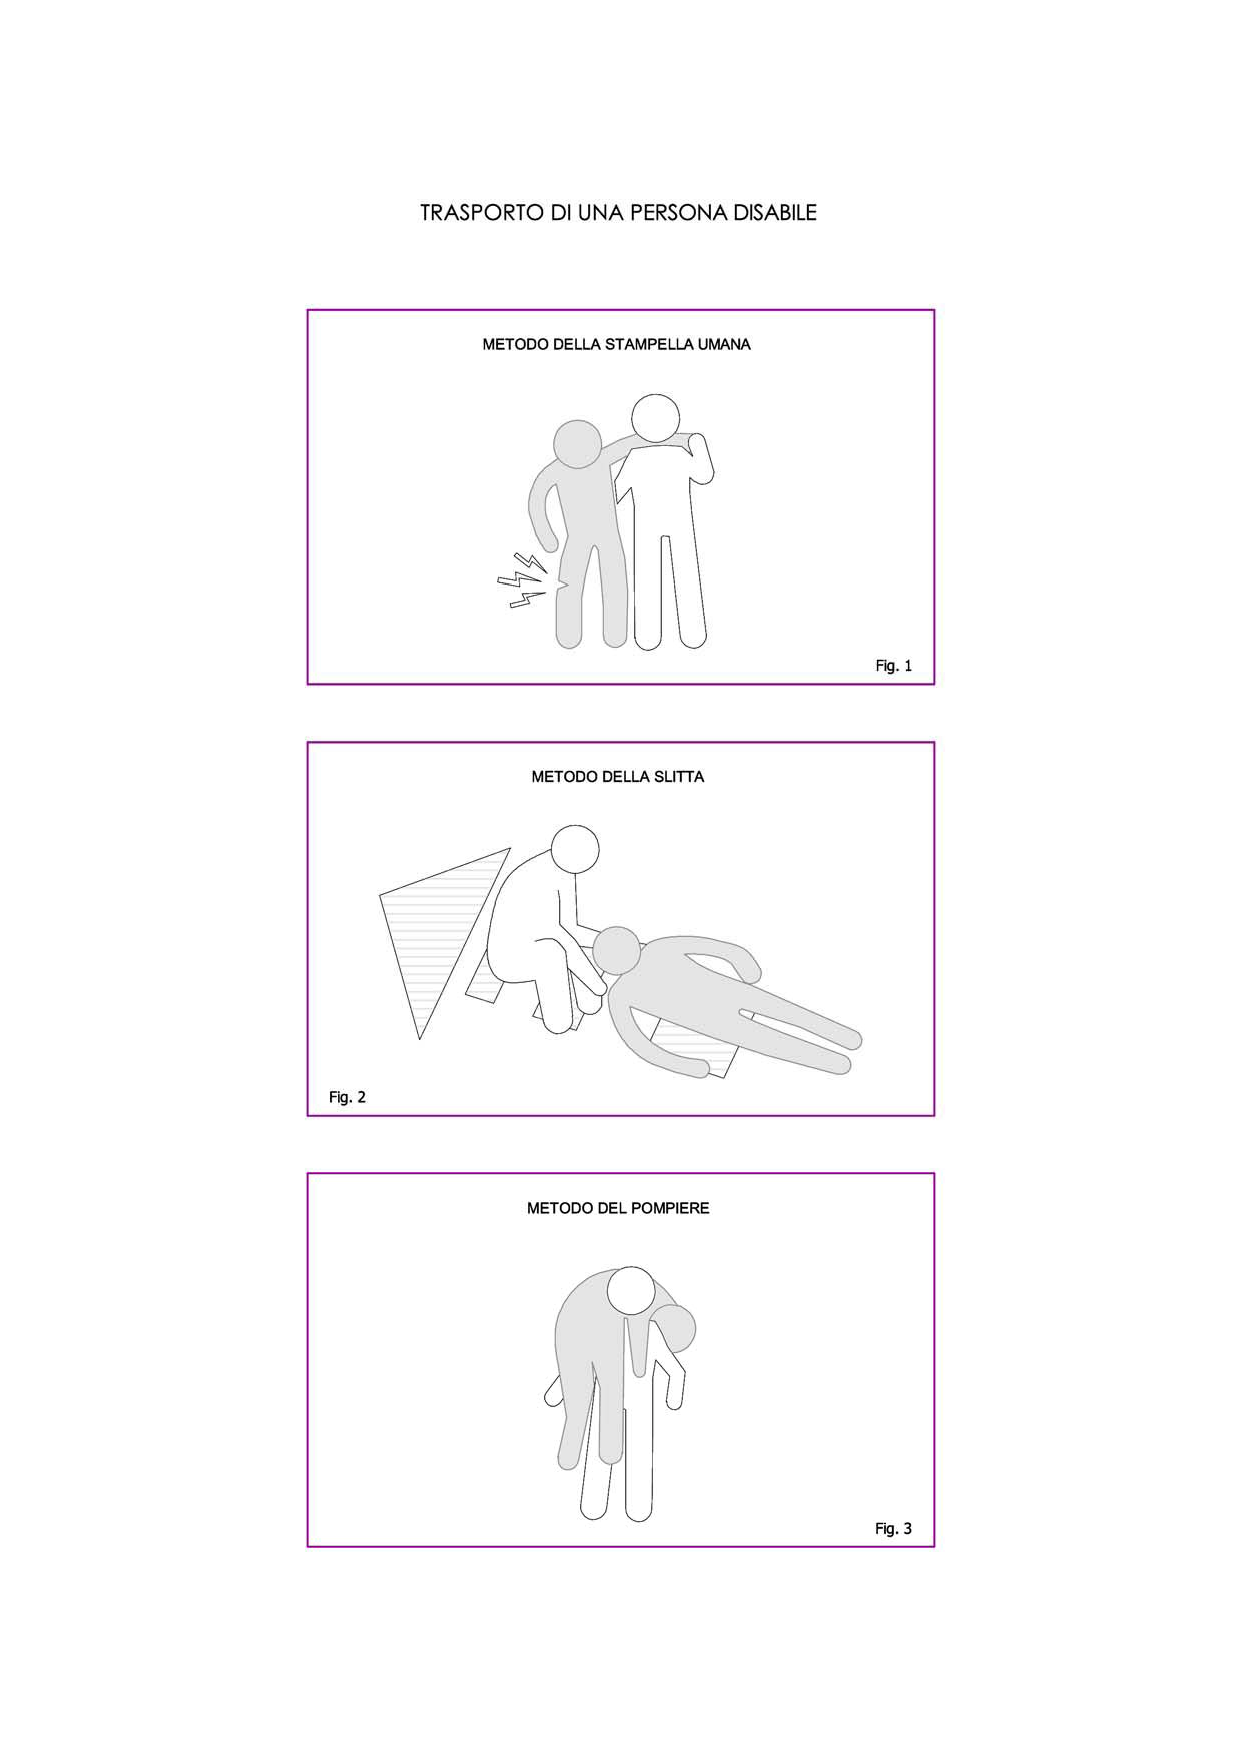 TRASPORTO DI UNA PERSONA DISABILE
METODO DELLA STAMPELLA UMANA
Fig. 1
METODO DELLA SLITTA
Fig. 2
METODO DEL POMPIERE
Fig. 3